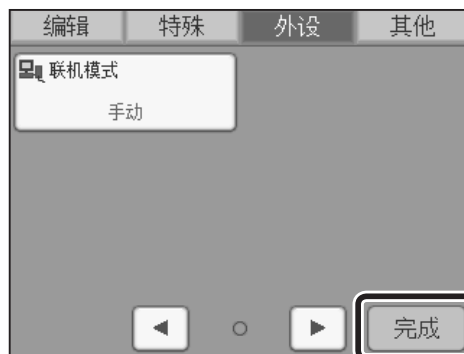 编辑 特殊 外设 其他
联机模式
手动
完成